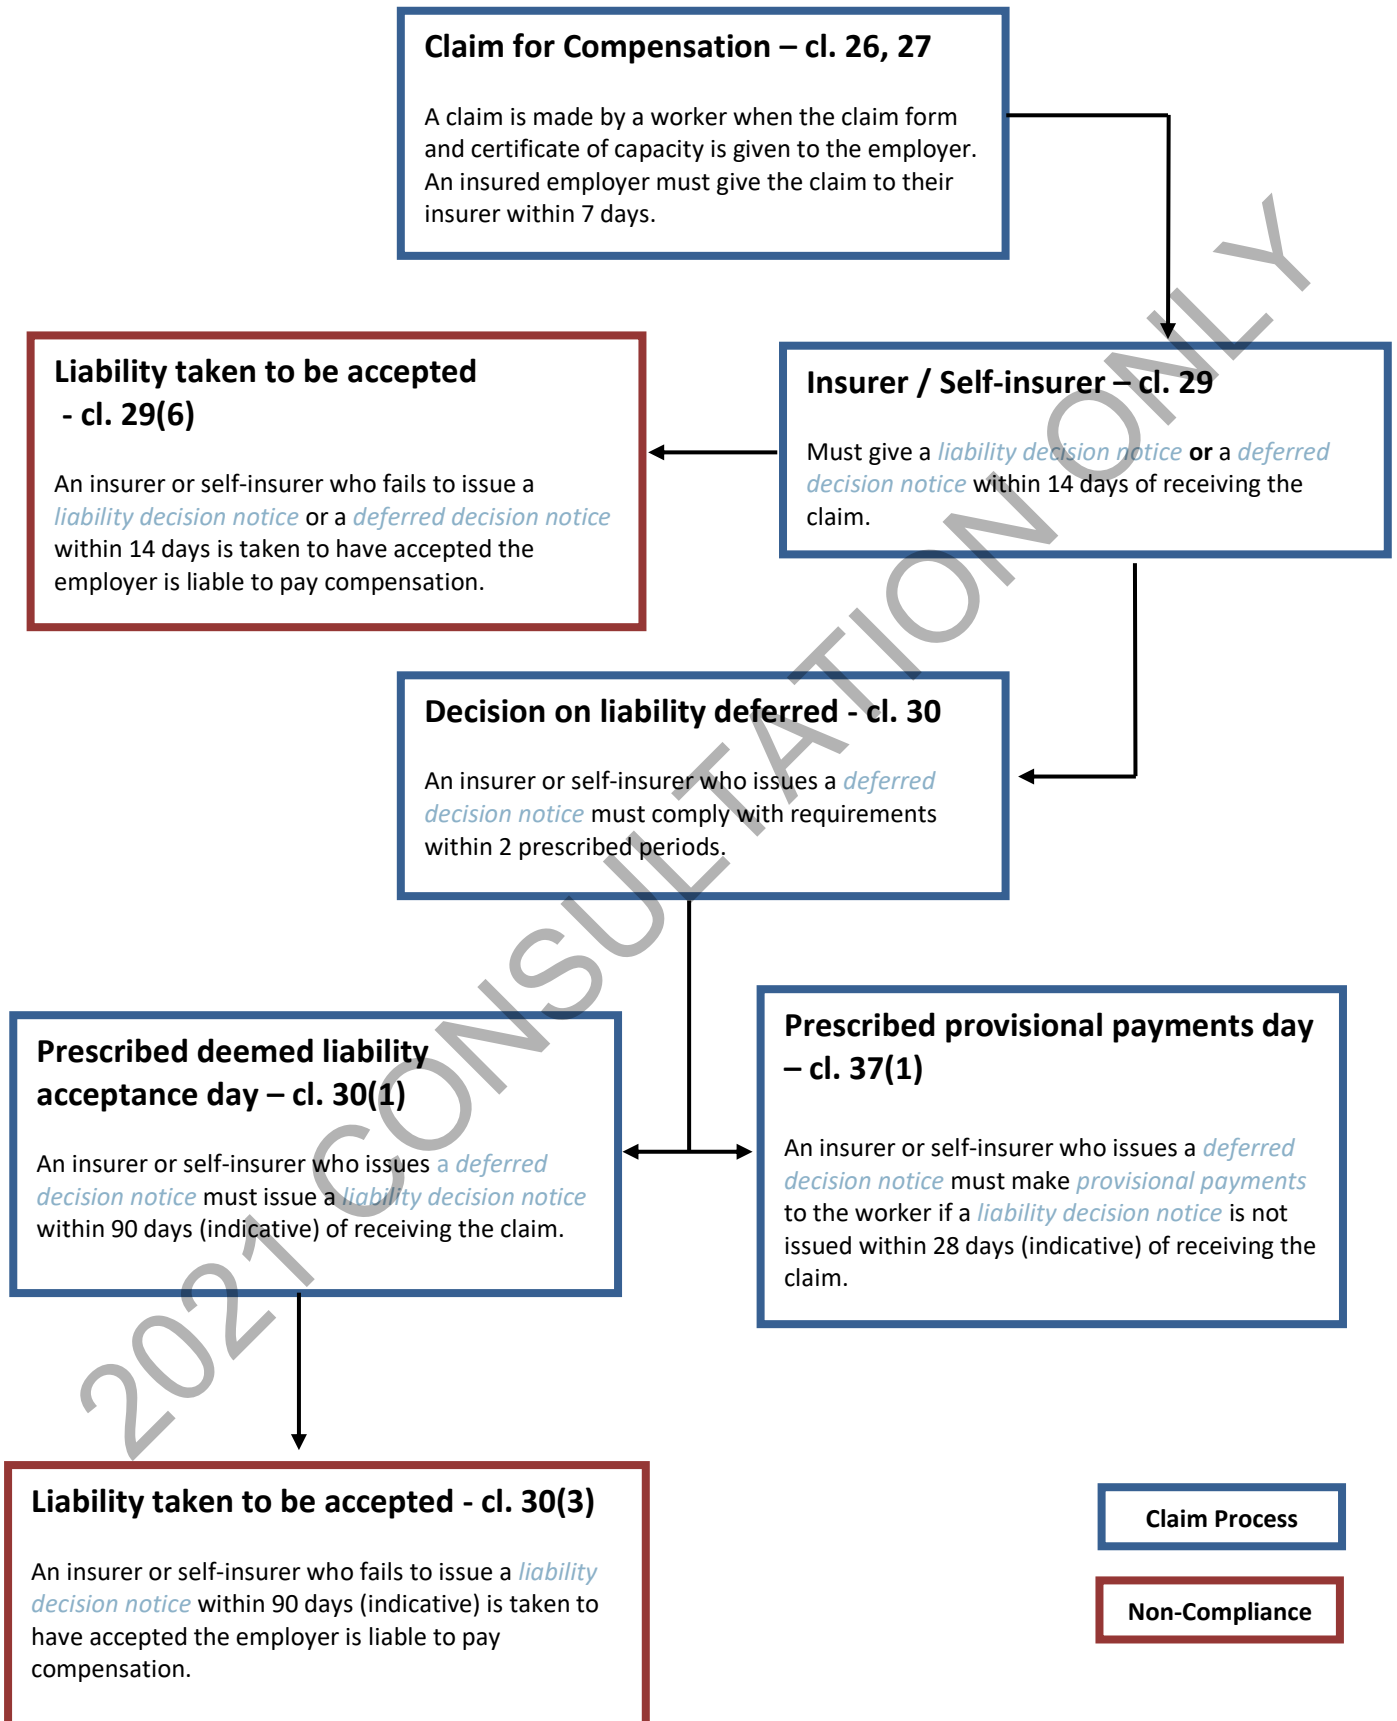 Claim for Compensation – cl. 26, 27
A claim is made by a worker when the claim form
and certificate of capacity is given to the employer.
An insured employer must give the claim to their
insurer within 7 days.
Liability taken to be accepted
- cl. 29(6)
An insurer or self-insurer who fails to issue a
liability decision notice or a deferred decision notice
within 14 days is taken to have accepted the
employer is liable to pay compensation.
Insurer / Self-insurer – cl. 29
Must give a liability decision notice or a deferred
decision notice within 14 days of receiving the
claim.
Decision on liability deferred - cl. 30
An insurer or self-insurer who issues a deferred
decision notice must comply with requirements
within 2 prescribed periods.
Prescribed deemed liability
acceptance day – cl. 30(1)
An insurer or self-insurer who issues a deferred
decision notice must issue a liability decision notice
within 90 days (indicative) of receiving the claim.
Prescribed provisional payments day
– cl. 37(1)
An insurer or self-insurer who issues a deferred
decision notice must make provisional payments
to the worker if a liability decision notice is not
issued within 28 days (indicative) of receiving the
claim.
Liability taken to be accepted - cl. 30(3)
An insurer or self-insurer who fails to issue a liability
decision notice within 90 days (indicative) is taken to
have accepted the employer is liable to pay
compensation.
Claim Process
Non-Compliance
2021 CONSULTATION ONLY